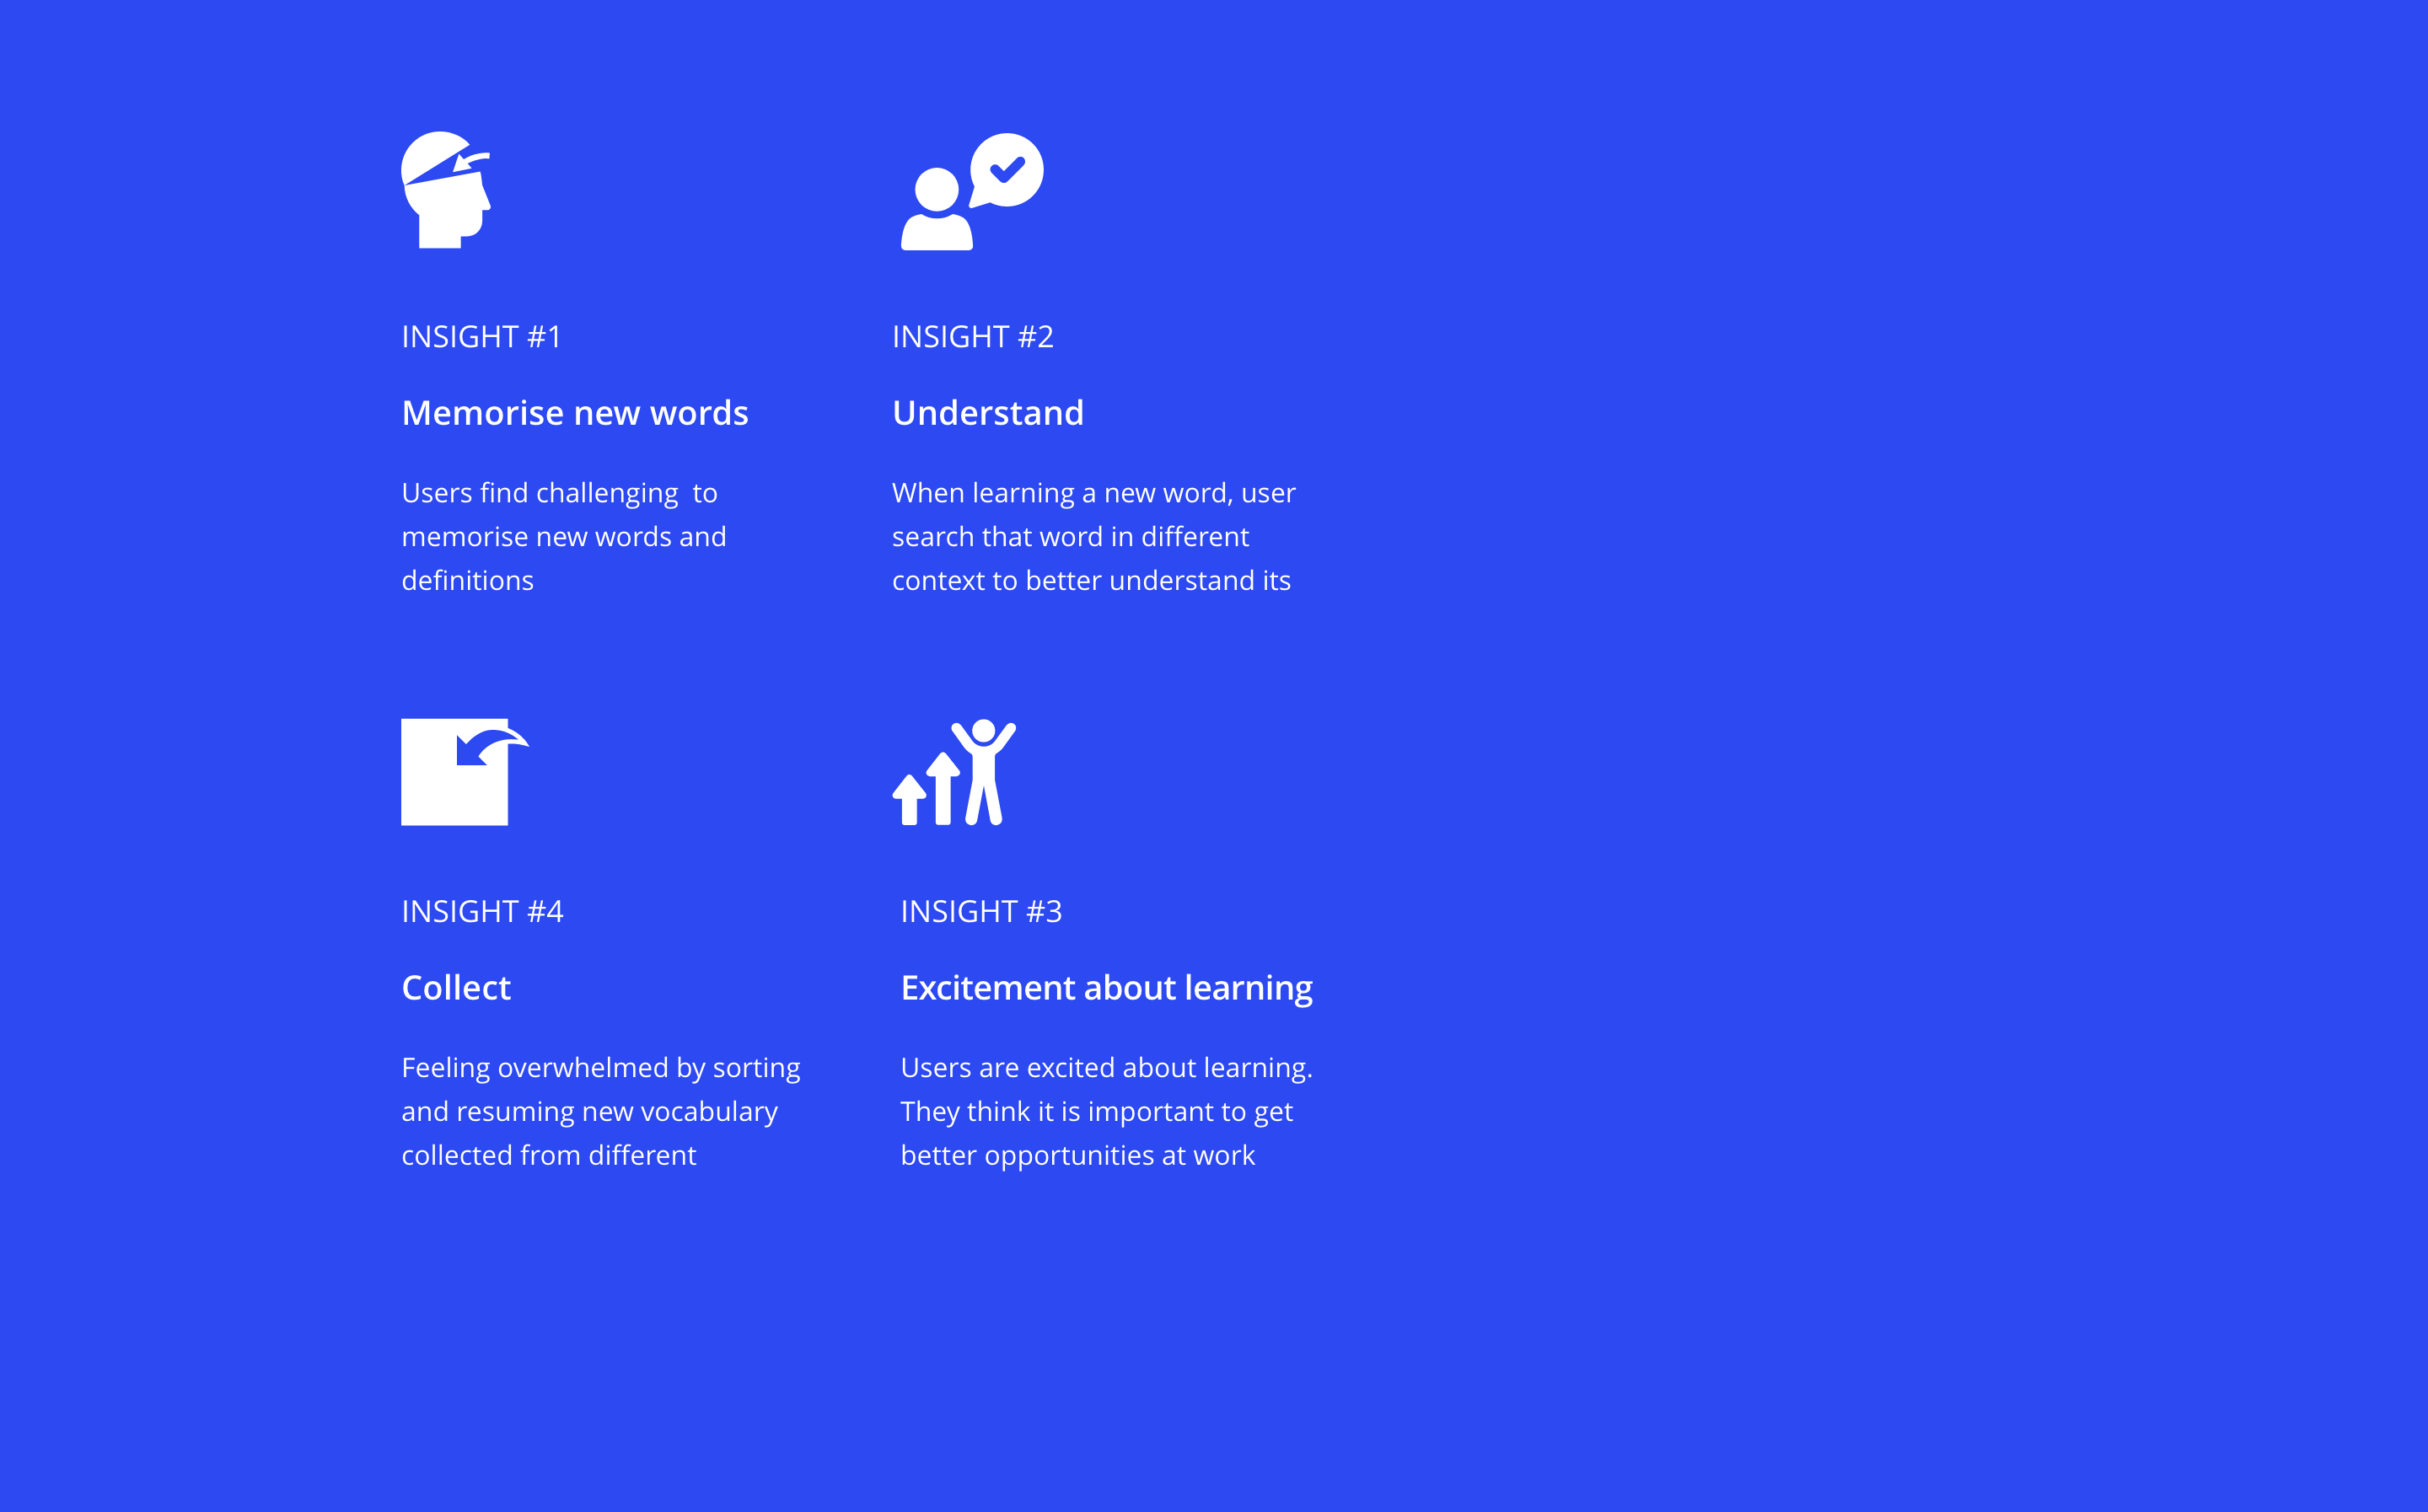 INSIGHT #1
Memorise new words
Users find challenging  to
memorise new words and
definitions
INSIGHT #2
Understand
When learning a new word, user
search that word in different
context to better understand its
INSIGHT #4
Collect
Feeling overwhelmed by sorting
and resuming new vocabulary
collected from different
INSIGHT #3
Excitement about learning
Users are excited about learning.
They think it is important to get
better opportunities at work